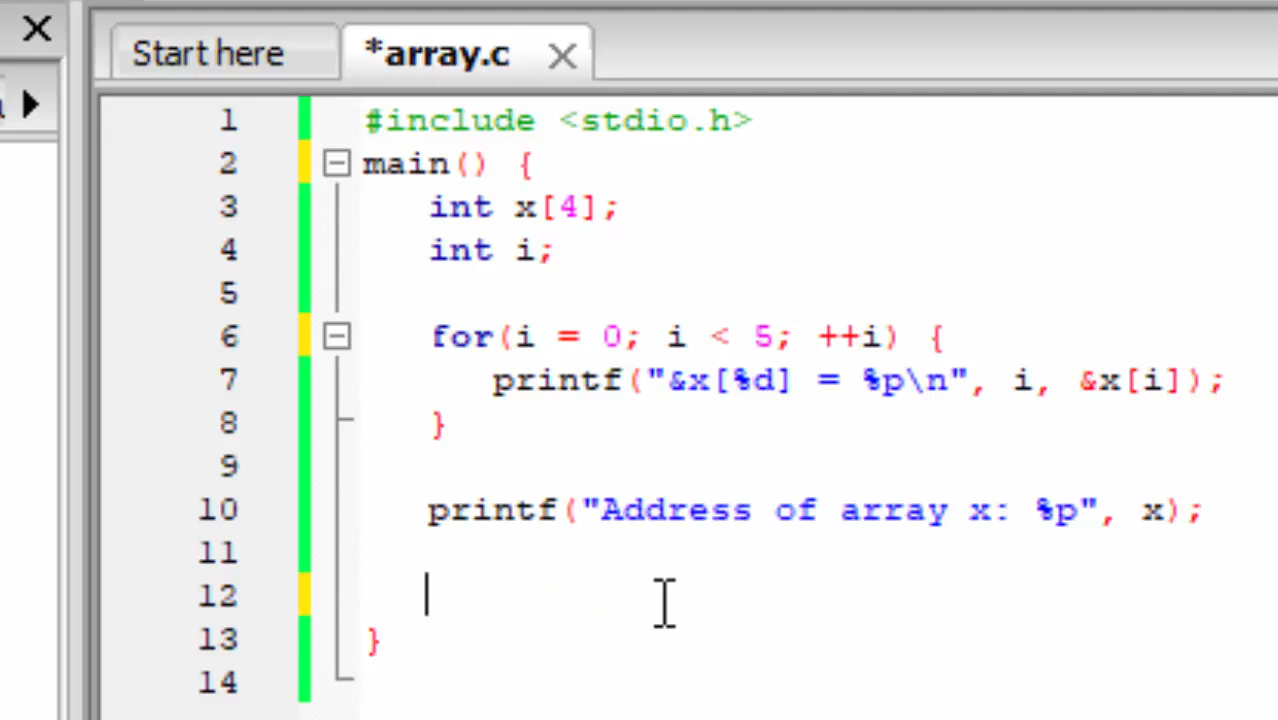 Start here *array.c
1 #include <stdio.h>
2 main() {
3    int x[4];
4    int i;
5
6    for(i = 0; i < 5; ++i) {
7       printf("&x[%d] = %p\n", i, &x[i]);
8    }
9
10    printf("Address of array x: %p", x);
11
12
13 }
14